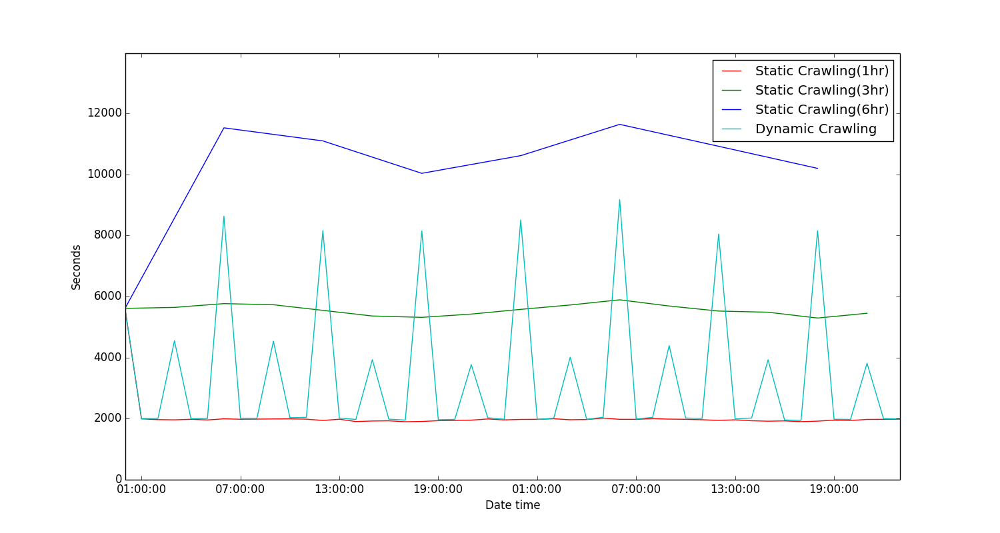 Static Crawling(1hr)
Static Crawling(3hr)
Static Crawling(6hr)
Dynamic Crawling
12000
10000
8000
6000
4000
2000
0
Seconds
01:00:00 07:00:00 13:00:00 19:00:00 01:00:00 07:00:00 13:00:00 19:00:00
Date time